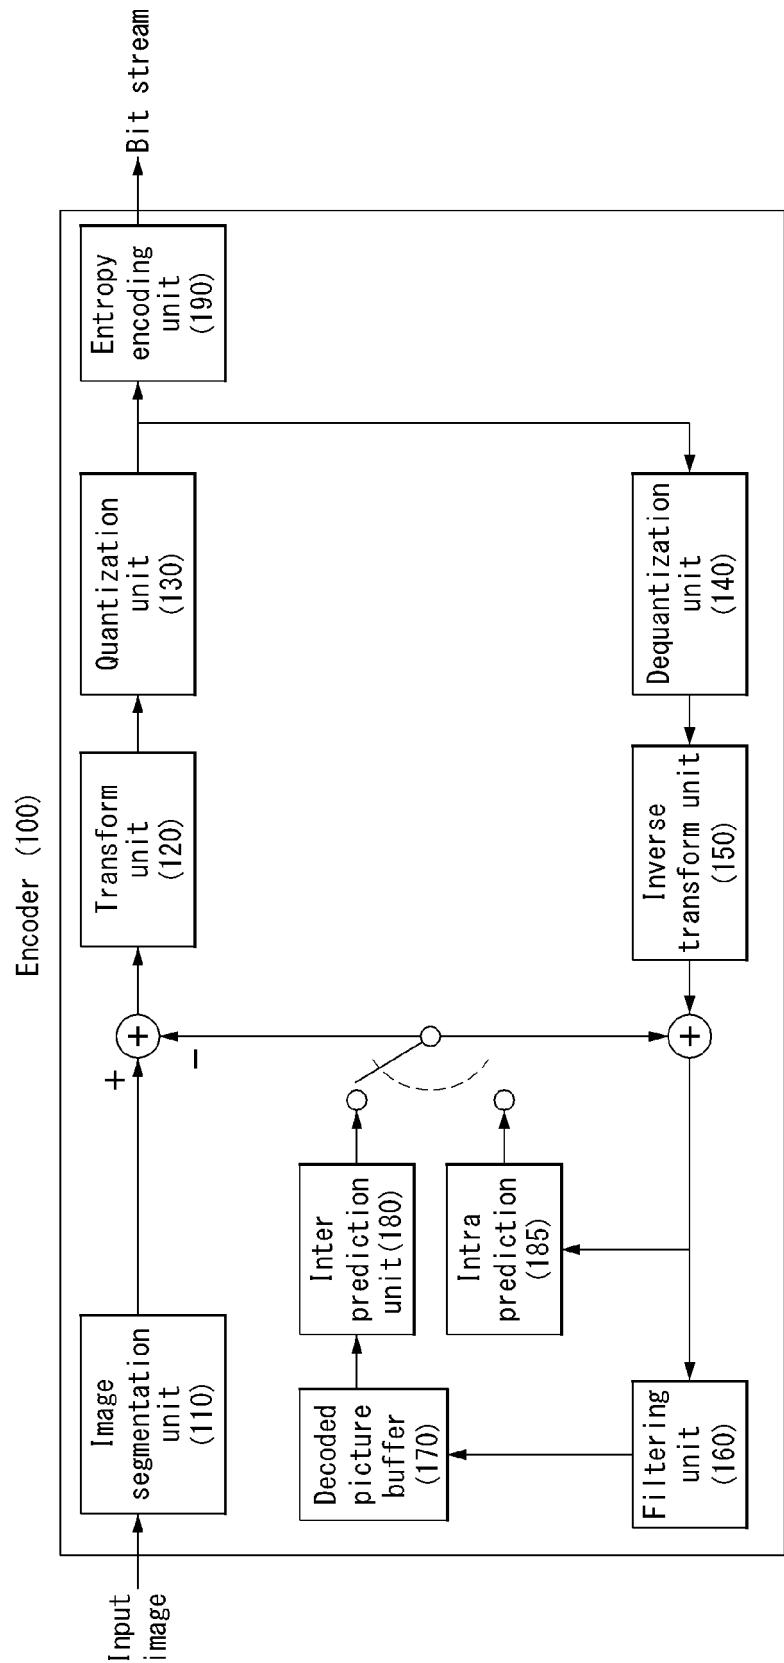 Encoder (100)
Input
image
Image
segmentation
unit
(110)
+
−
+
Transform
unit
(120)
Quantization
unit
(130)
Entropy
encoding
unit
(190)
Bit stream
Decoded
picture
buffer
(170)
Inter
prediction
unit(180)
Intra
prediction
(185)
Filtering
unit
(160)
+
Inverse
transform unit
(150)
Dequantization
unit
(140)